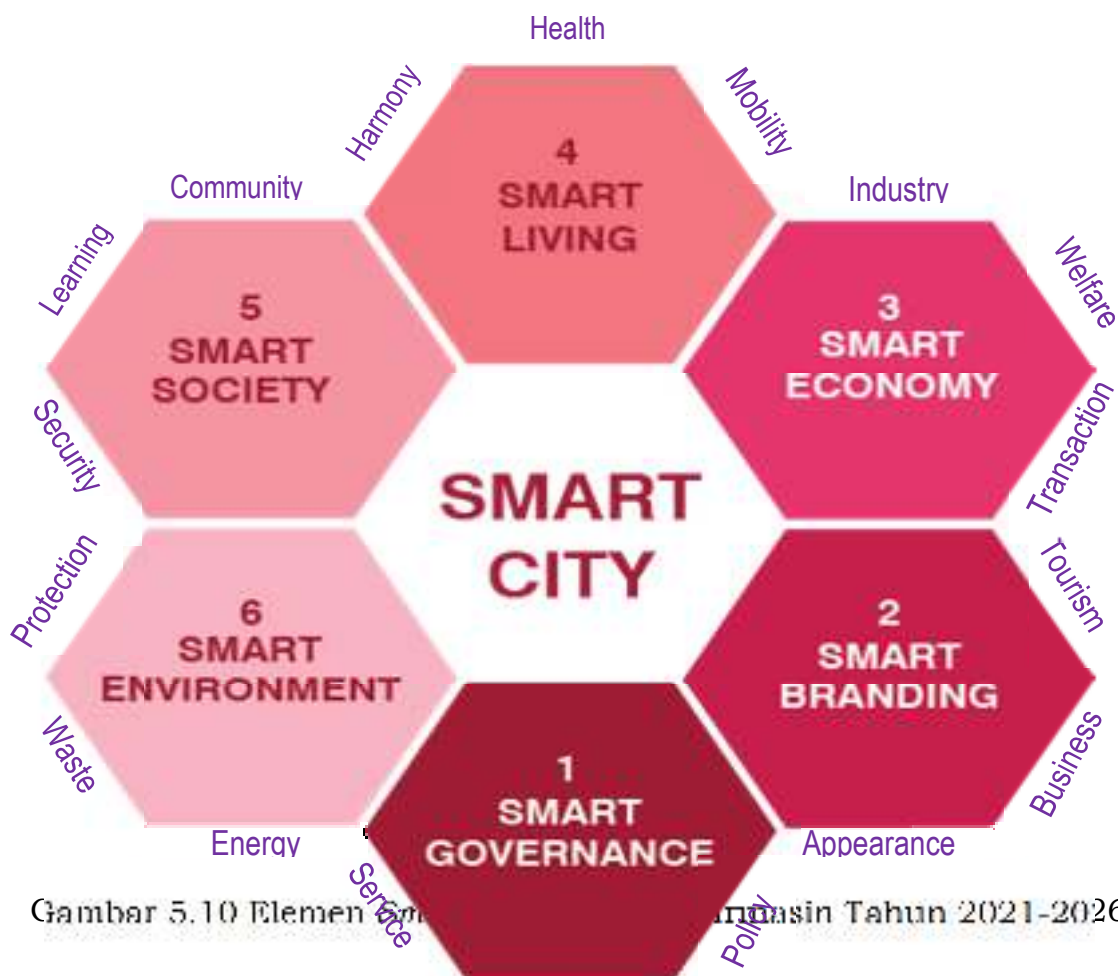 Health
Harmony
Mobility
4
SMART
LIVING
Community
Industry
Learning
Welfare
5
SMART
SOCIETY
3
SMART
ECONOMY
Security
Transaction
SMART
CITY
Protection
Tourism
6
SMART
ENVIRONMENT
2
SMART
BRANDING
Waste
Business
1
SMART
GOVERNANCE
Energy
Appearance
Service
Policy
Gambar 5.10 Elemen Tahun 2021-2026